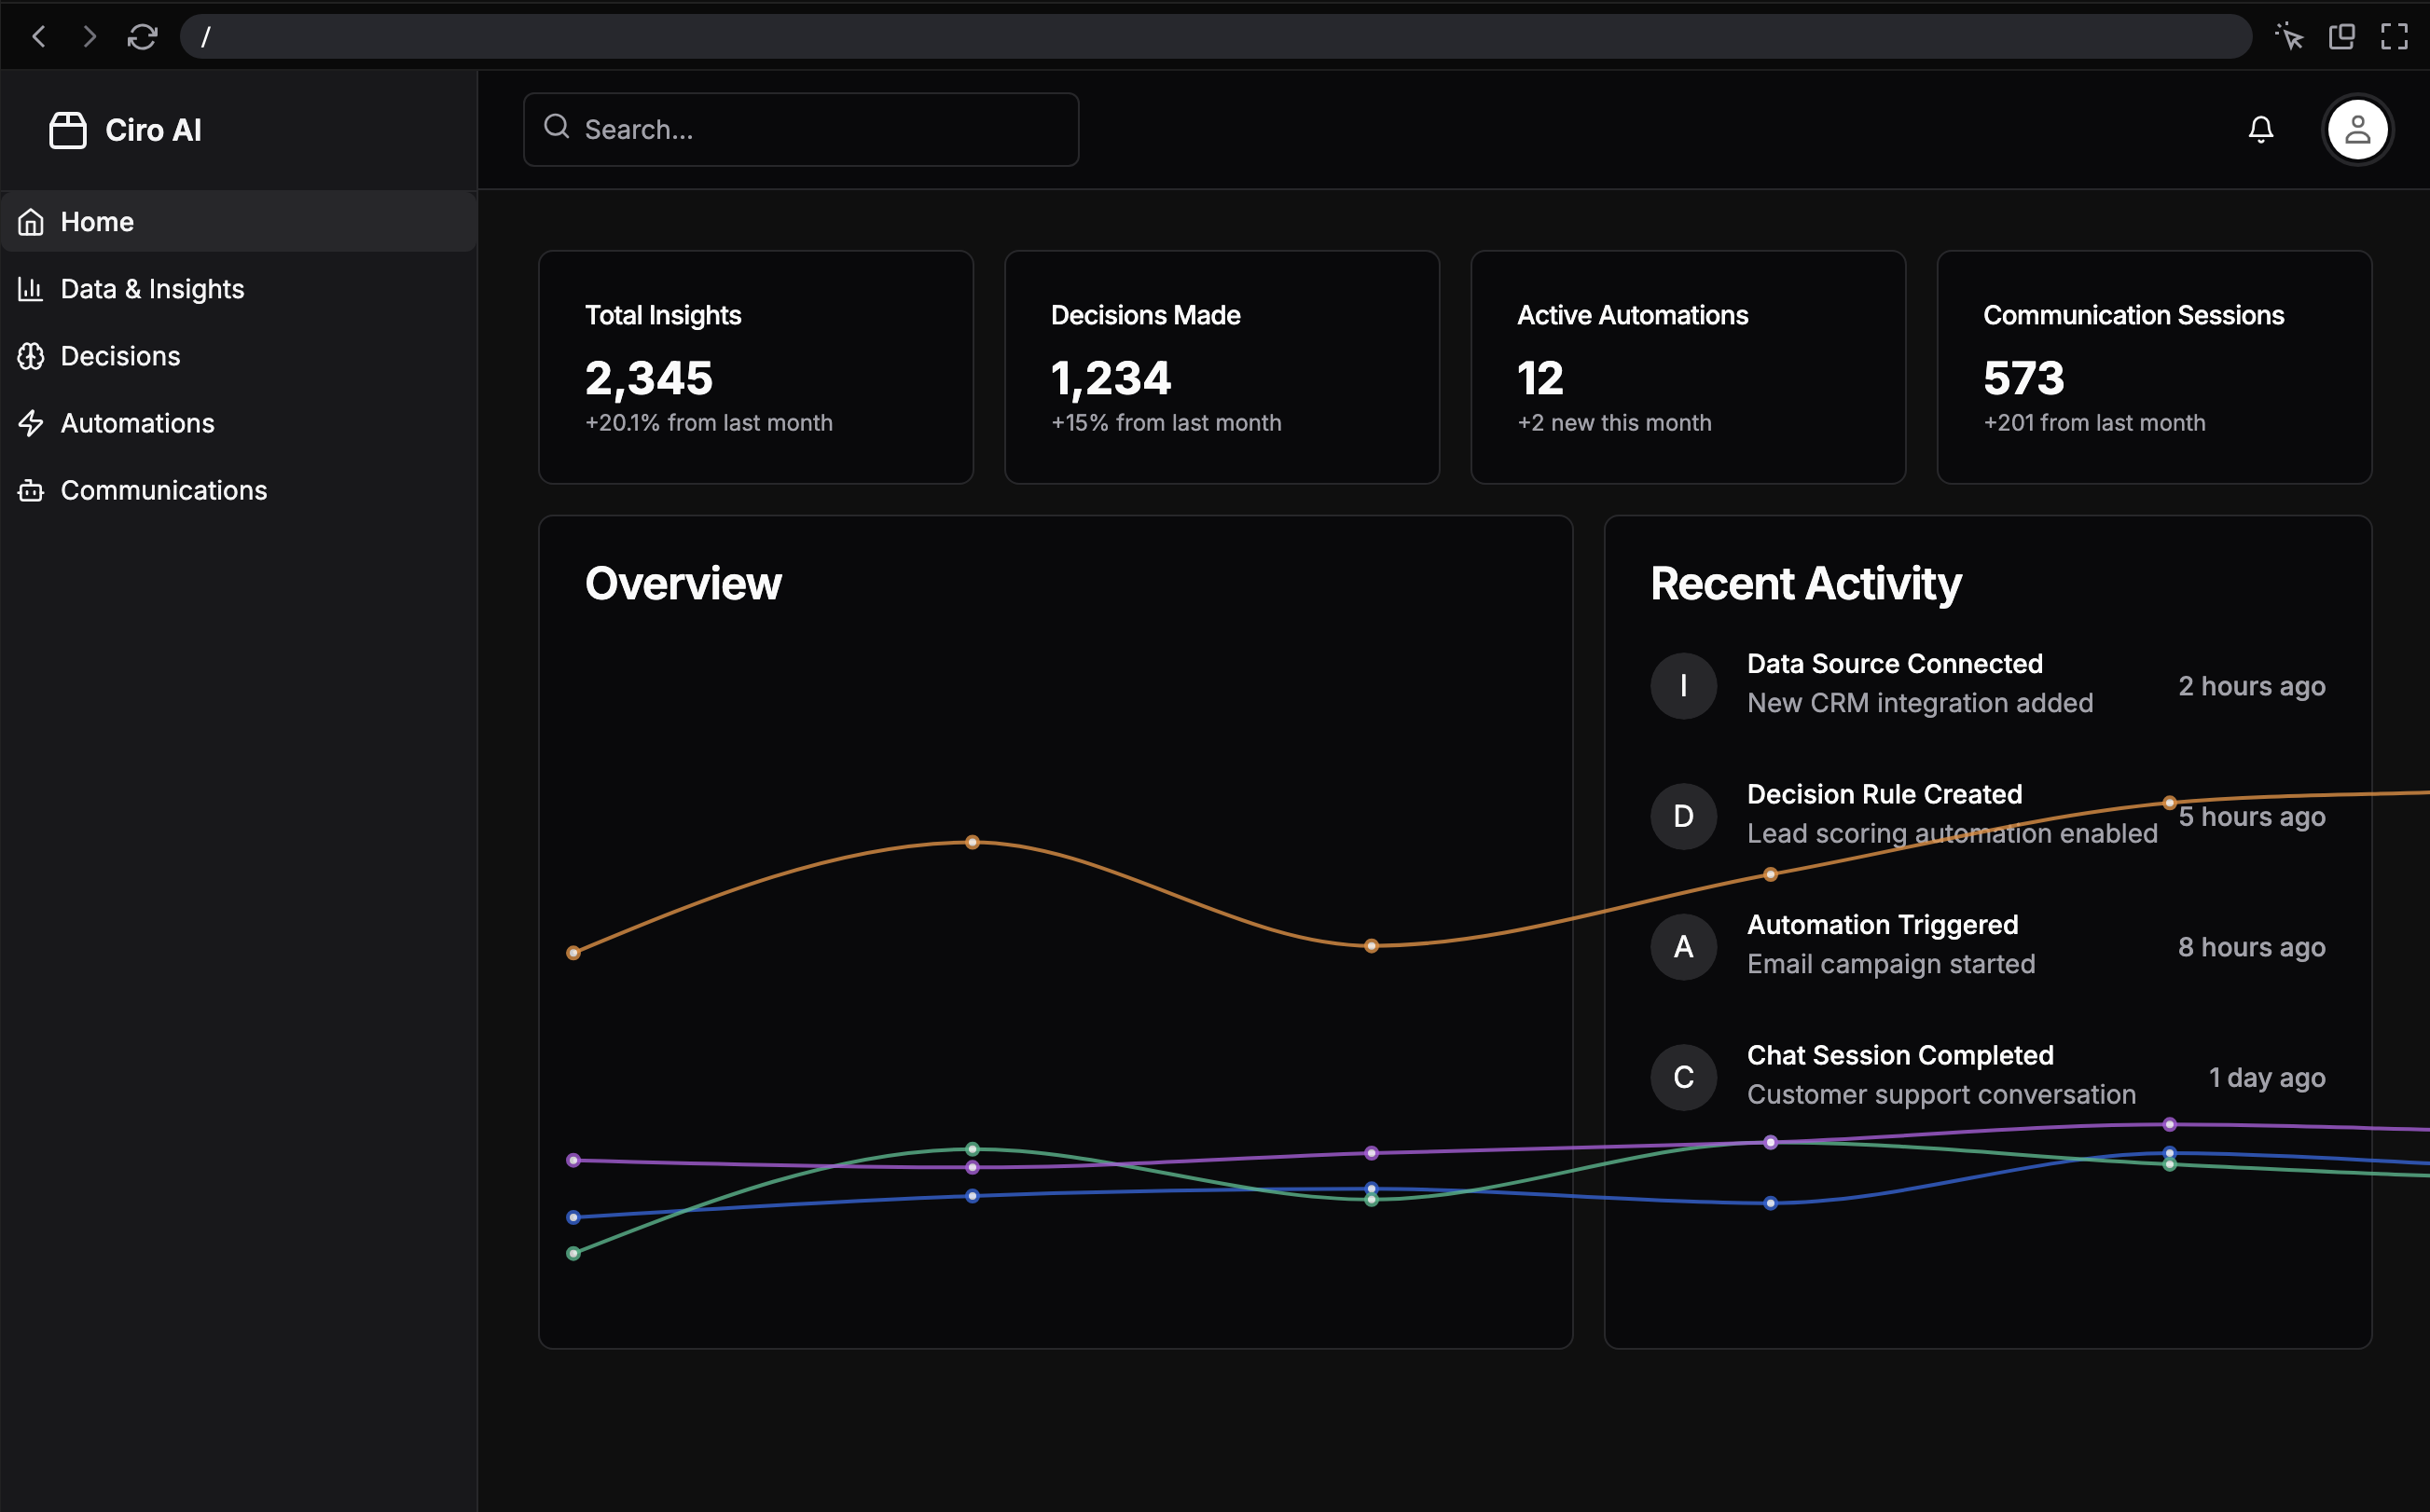 /
Ciro AI
Search...
Home
Data & Insights
Decisions
Automations
Communications
Total Insights
2,345
+20.1% from last month
Decisions Made
1,234
+15% from last month
Active Automations
12
+2 new this month
Communication Sessions
573
+201 from last month
Overview
Recent Activity
I
Data Source Connected
New CRM integration added
2 hours ago
D
Decision Rule Created
Lead scoring automation enabled
5 hours ago
A
Automation Triggered
Email campaign started
8 hours ago
C
Chat Session Completed
Customer support conversation
1 day ago